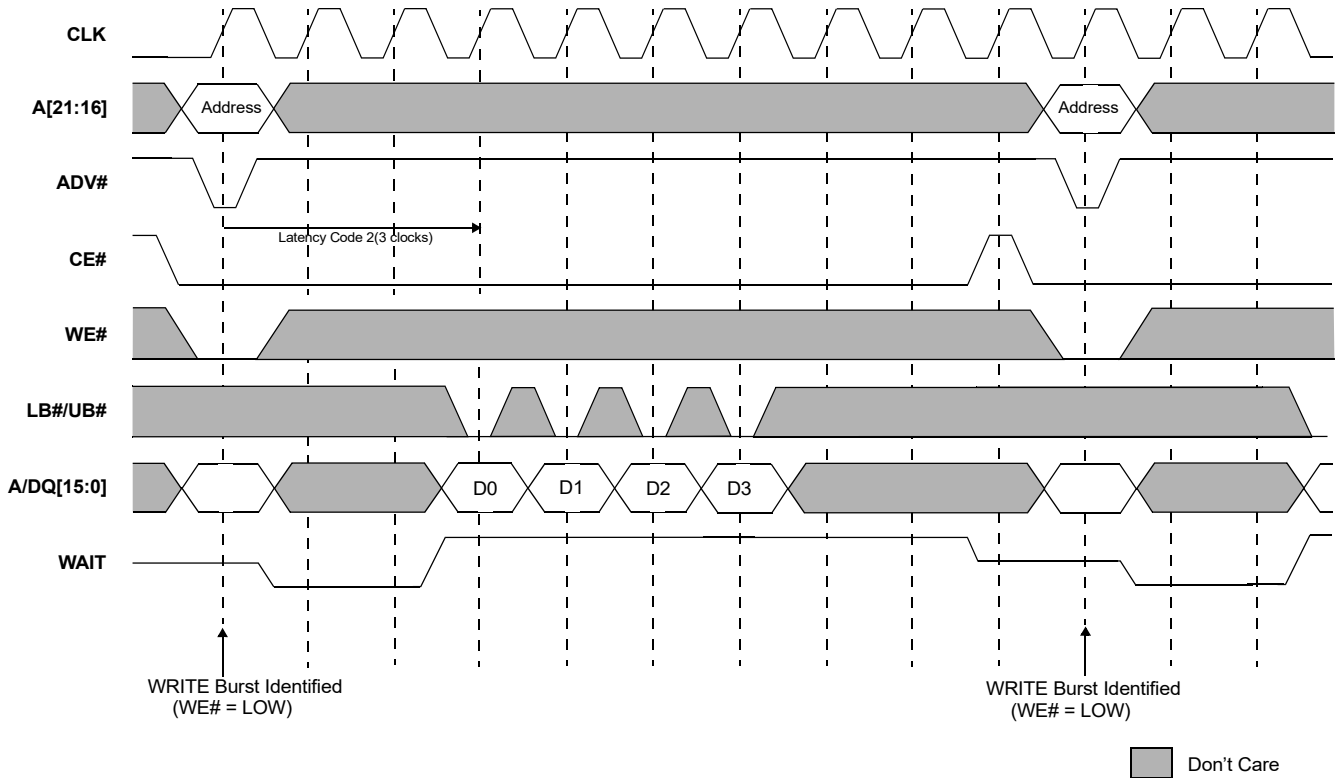 CLK
A[21:16]
Address
Address
ADV#
Latency Code 2(3 clocks)
CE#
WE#
LB#/UB#
A/DQ[15:0]
D0
D1
D2
D3
WAIT
WRITE Burst Identified
(WE# = LOW)
WRITE Burst Identified
(WE# = LOW)
Don't Care